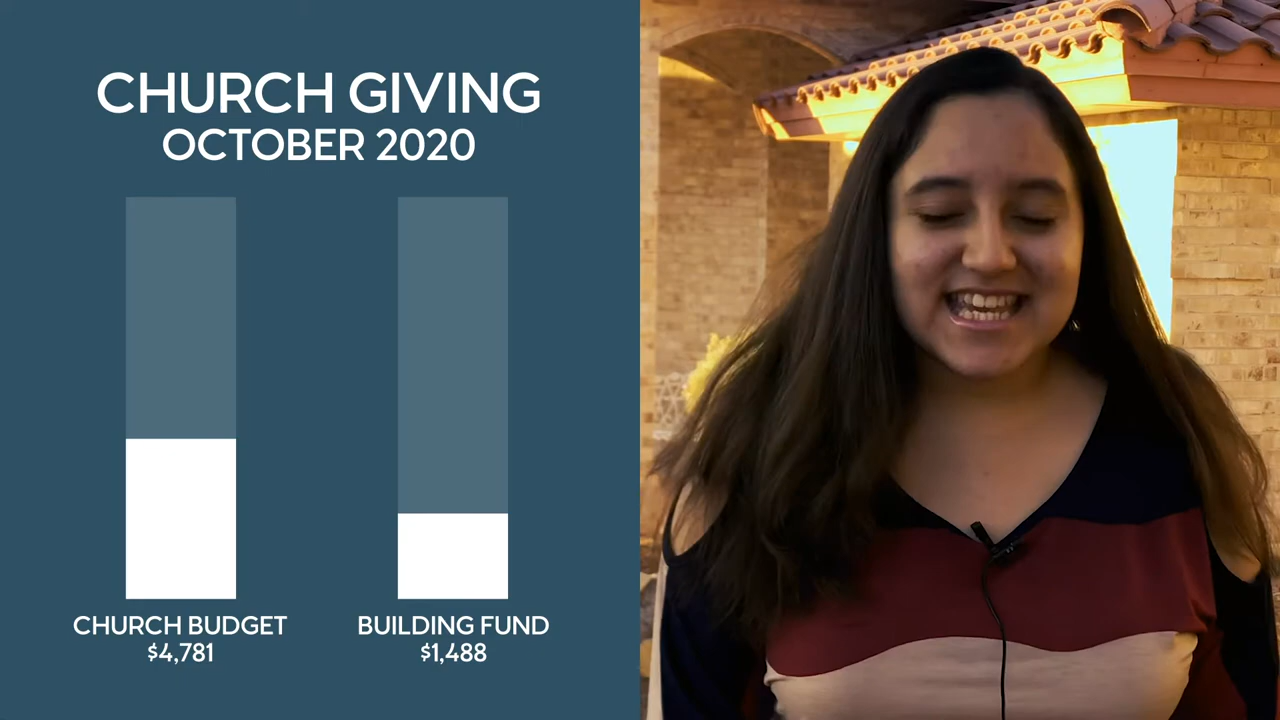 CHURCH GIVING
OCTOBER 2020
CHURCH BUDGET
$4,781
BUILDING FUND
$1,488